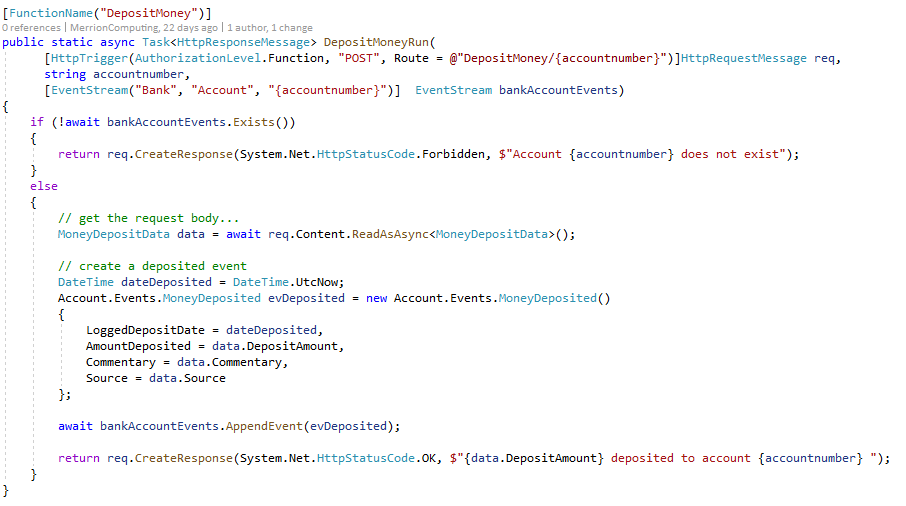 [FunctionName("DepositMoney")]
0 references | MerrionComputing, 22 days ago | 1 author, 1 change
public static async Task<HttpResponseMessage> DepositMoneyRun(
[HttpTrigger(AuthorizationLevel.Function, "POST", Route = @"DepositMoney/{accountnumber}")]HttpRequestMessage req,
string accountnumber,
[EventStream("Bank", "Account", "{accountnumber}")]  EventStream bankAccountEvents)
{
if (!await bankAccountEvents.Exists())
{
return req.CreateResponse(System.Net.HttpStatusCode.Forbidden, $"Account {accountnumber} does not exist");
}
else
{
// get the request body...
MoneyDepositData data = await req.Content.ReadAsAsync<MoneyDepositData>();
// create a deposited event
DateTime dateDeposited = DateTime.UtcNow;
Account.Events.MoneyDeposited evDeposited = new Account.Events.MoneyDeposited()
{
LoggedDepositDate = dateDeposited,
AmountDeposited = data.DepositAmount,
Commentary = data.Commentary,
Source = data.Source
};
await bankAccountEvents.AppendEvent(evDeposited);
return req.CreateResponse(System.Net.HttpStatusCode.OK, $"{data.DepositAmount} deposited to account {accountnumber} ");
}
}